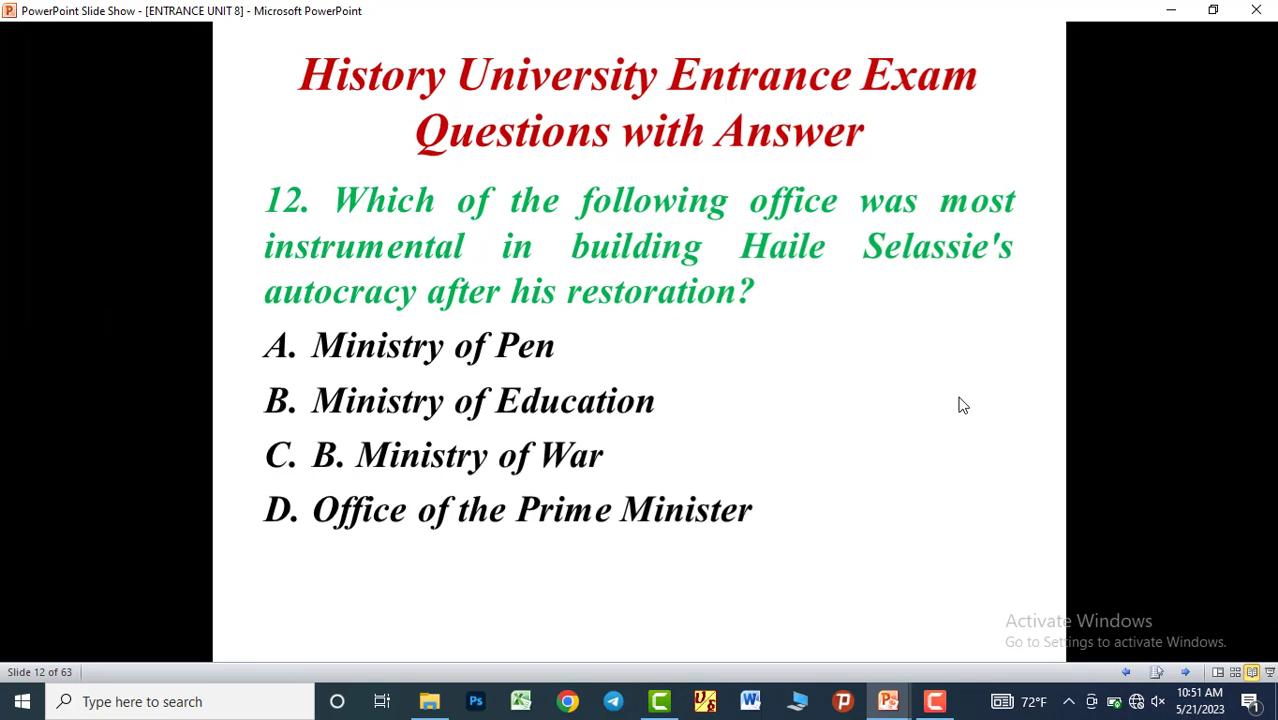 PowerPoint Slide Show - [ENTRANCE UNIT 8] - Microsoft PowerPoint
History University Entrance Exam
Questions with Answer
12. Which of the following office was most
instrumental in building Haile Selassie's
autocracy after his restoration?
A. Ministry of Pen
B. Ministry of Education
C. B. Ministry of War
D. Office of the Prime Minister
Activate Windows
Go to Settings to activate Windows.
Slide 12 of 63
Type here to search
72°F
10:51 AM
5/21/2023